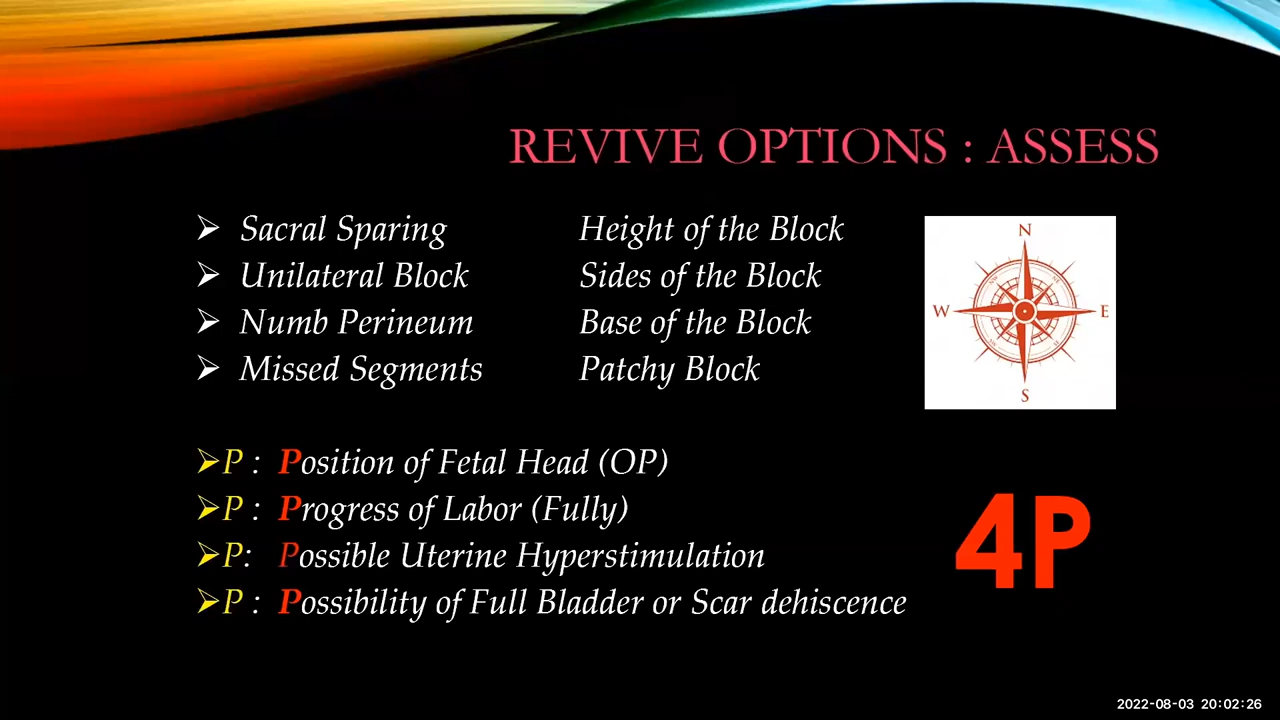 REVIVE OPTIONS : ASSESS
Sacral Sparing Height of the Block
Unilateral Block Sides of the Block
Numb Perineum Base of the Block
Missed Segments Patchy Block
N
W E
S
P : Position of Fetal Head (OP)
P : Progress of Labor (Fully)
P: Possible Uterine Hyperstimulation
P : Possibility of Full Bladder or Scar dehiscence
4P
2022-08-03 20:02:26